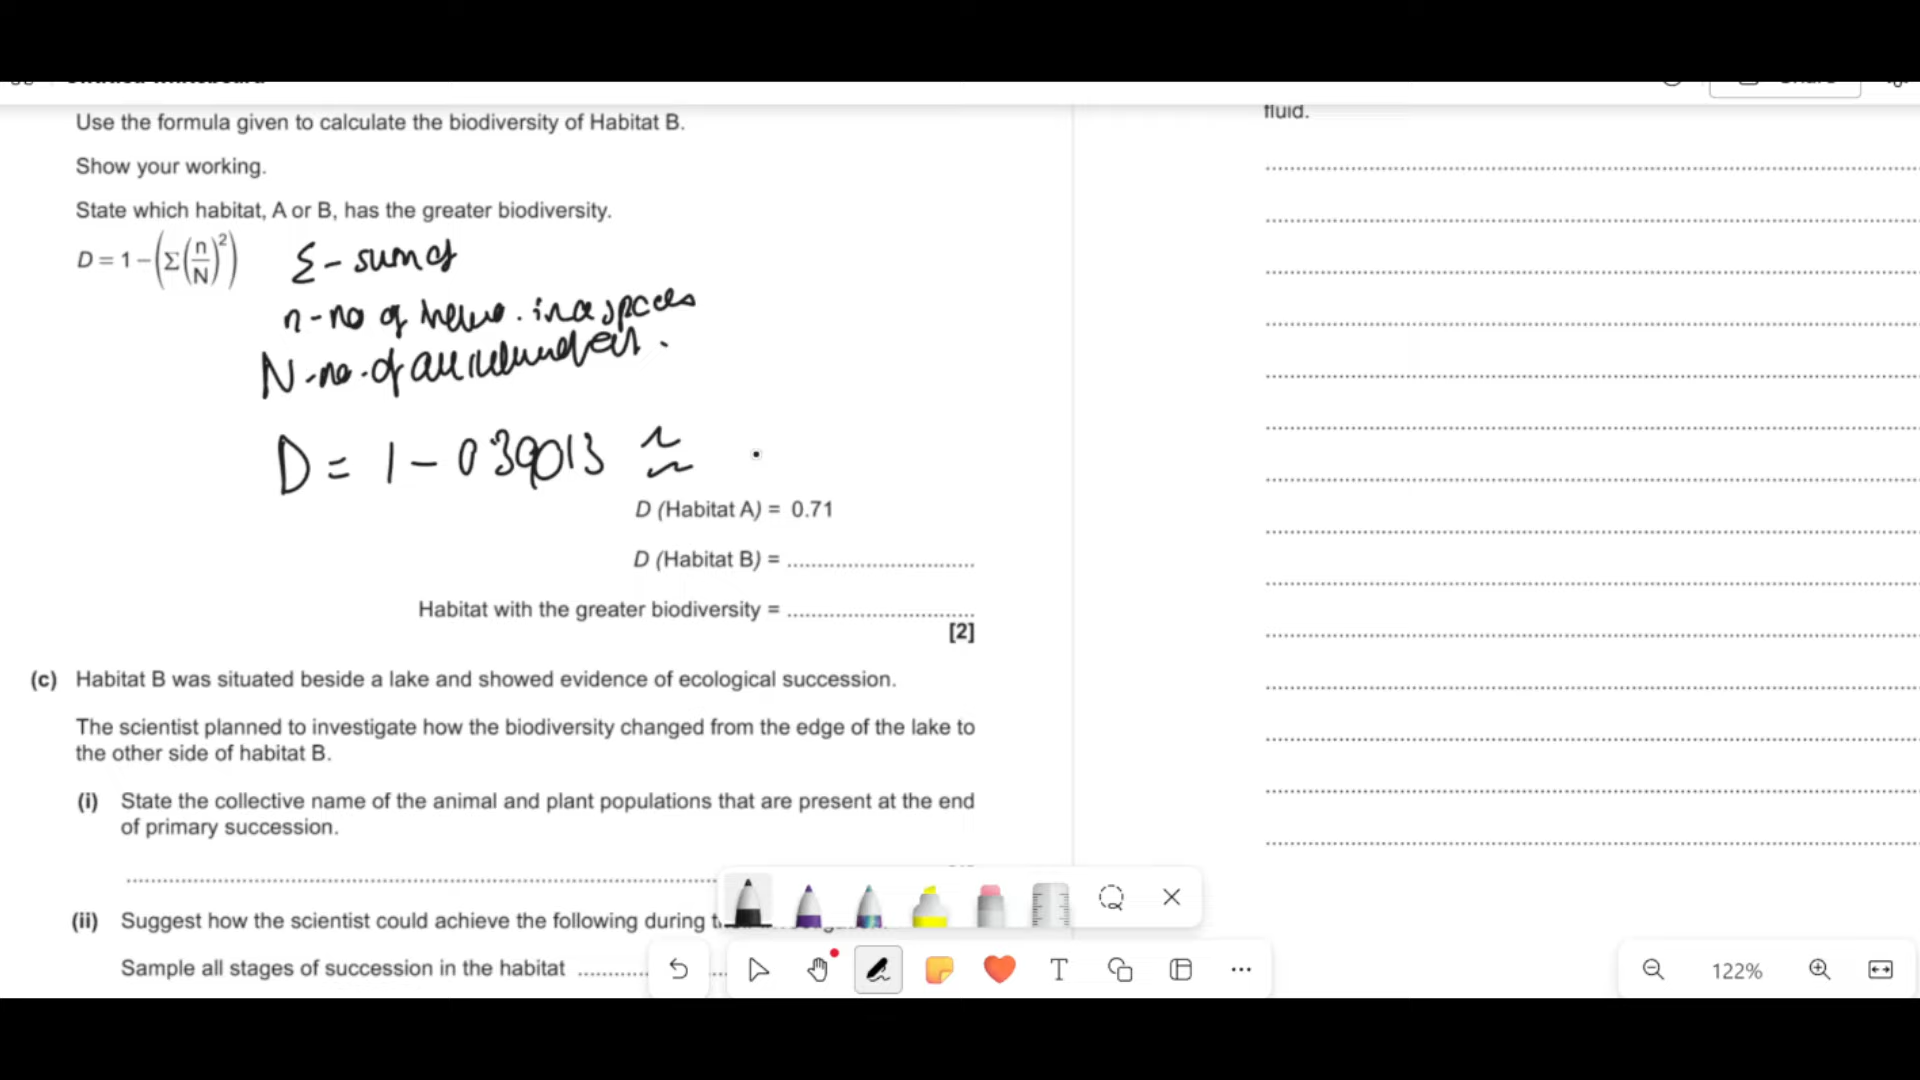 fluid.
Use the formula given to calculate the biodiversity of Habitat B.
Show your working.
State which habitat, A or B, has the greater biodiversity.
D = 1 − (Σ(n/N)²)
Σ - sum of
n - no of in a
N - no. of all
D = 1 - 0 39013 ≈
D (Habitat A) = 0.71
D (Habitat B) = ................................
Habitat with the greater biodiversity = ................................
[2]
(c) Habitat B was situated beside a lake and showed evidence of ecological succession.
The scientist planned to investigate how the biodiversity changed from the edge of the lake to
the other side of habitat B.
(i) State the collective name of the animal and plant populations that are present at the end
of primary succession.
(ii) Suggest how the scientist could achieve the following during
Sample all stages of succession in the habitat ............
122%